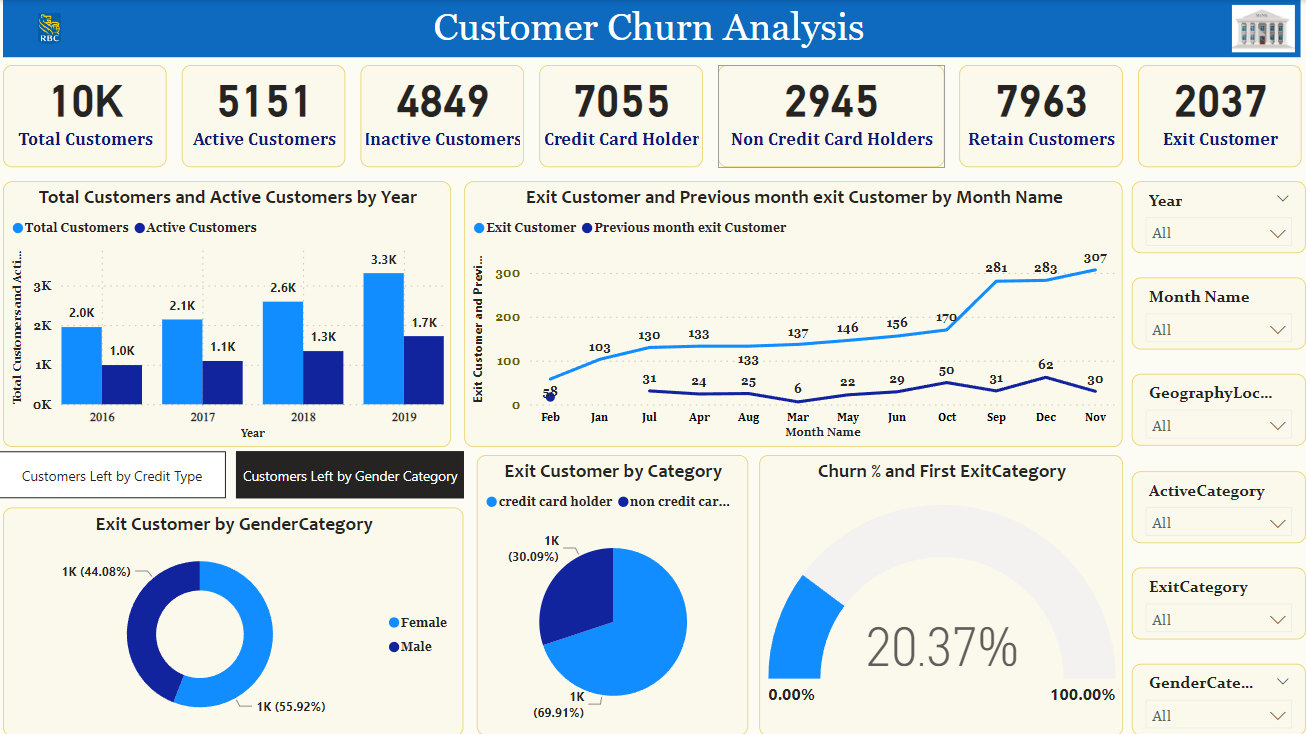 RBC
Customer Churn Analysis
10K
Total Customers
5151
Active Customers
4849
Inactive Customers
7055
Credit Card Holder
2945
Non Credit Card Holders
7963
Retain Customers
2037
Exit Customer
Total Customers and Active Customers by Year
Total Customers Active Customers
Total Customers and Acti...
3K
2K
1K
0K
2.0K
1.0K
2.1K
1.1K
2.6K
1.3K
3.3K
1.7K
2016 2017 2018 2019
Year
Exit Customer and Previous month exit Customer by Month Name
Exit Customer Previous month exit Customer
Exit Customer and Previ...
300
200
100
0
58 103 130 133 133 137 146 156 170 281 283 307
31 24 25 6 22 29 50 31 62 30
Feb Jan Jul Apr Aug Mar May Jun Oct Sep Dec Nov
Month Name
Year
All
Month Name
All
GeographyLoc...
All
ActiveCategory
All
ExitCategory
All
GenderCate...
All
Customers Left by Credit Type
Customers Left by Gender Category
Exit Customer by GenderCategory
1K (44.08%)
1K (55.92%)
Female
Male
Exit Customer by Category
credit card holder non credit car...
1K
(30.09%)
1K
(69.91%)
Churn % and First ExitCategory
20.37%
0.00%
100.00%